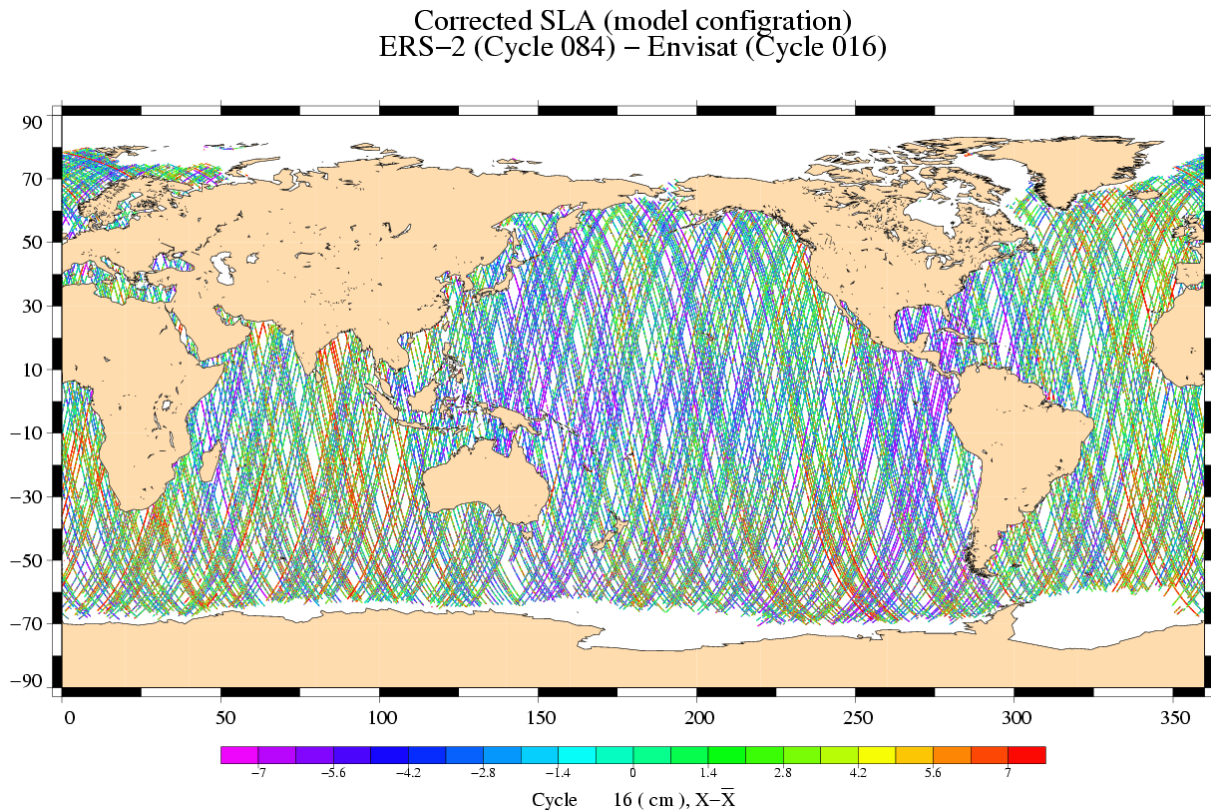 Corrected SLA (model configration)
ERS−2 (Cycle 084) − Envisat (Cycle 016)
90
70
50
30
10
−10
−30
−50
−70
−90
0 50 100 150 200 250 300 350
−7 −5.6 −4.2 −2.8 −1.4 0 1.4 2.8 4.2 5.6 7
Cycle 16 ( cm ), X−X̅